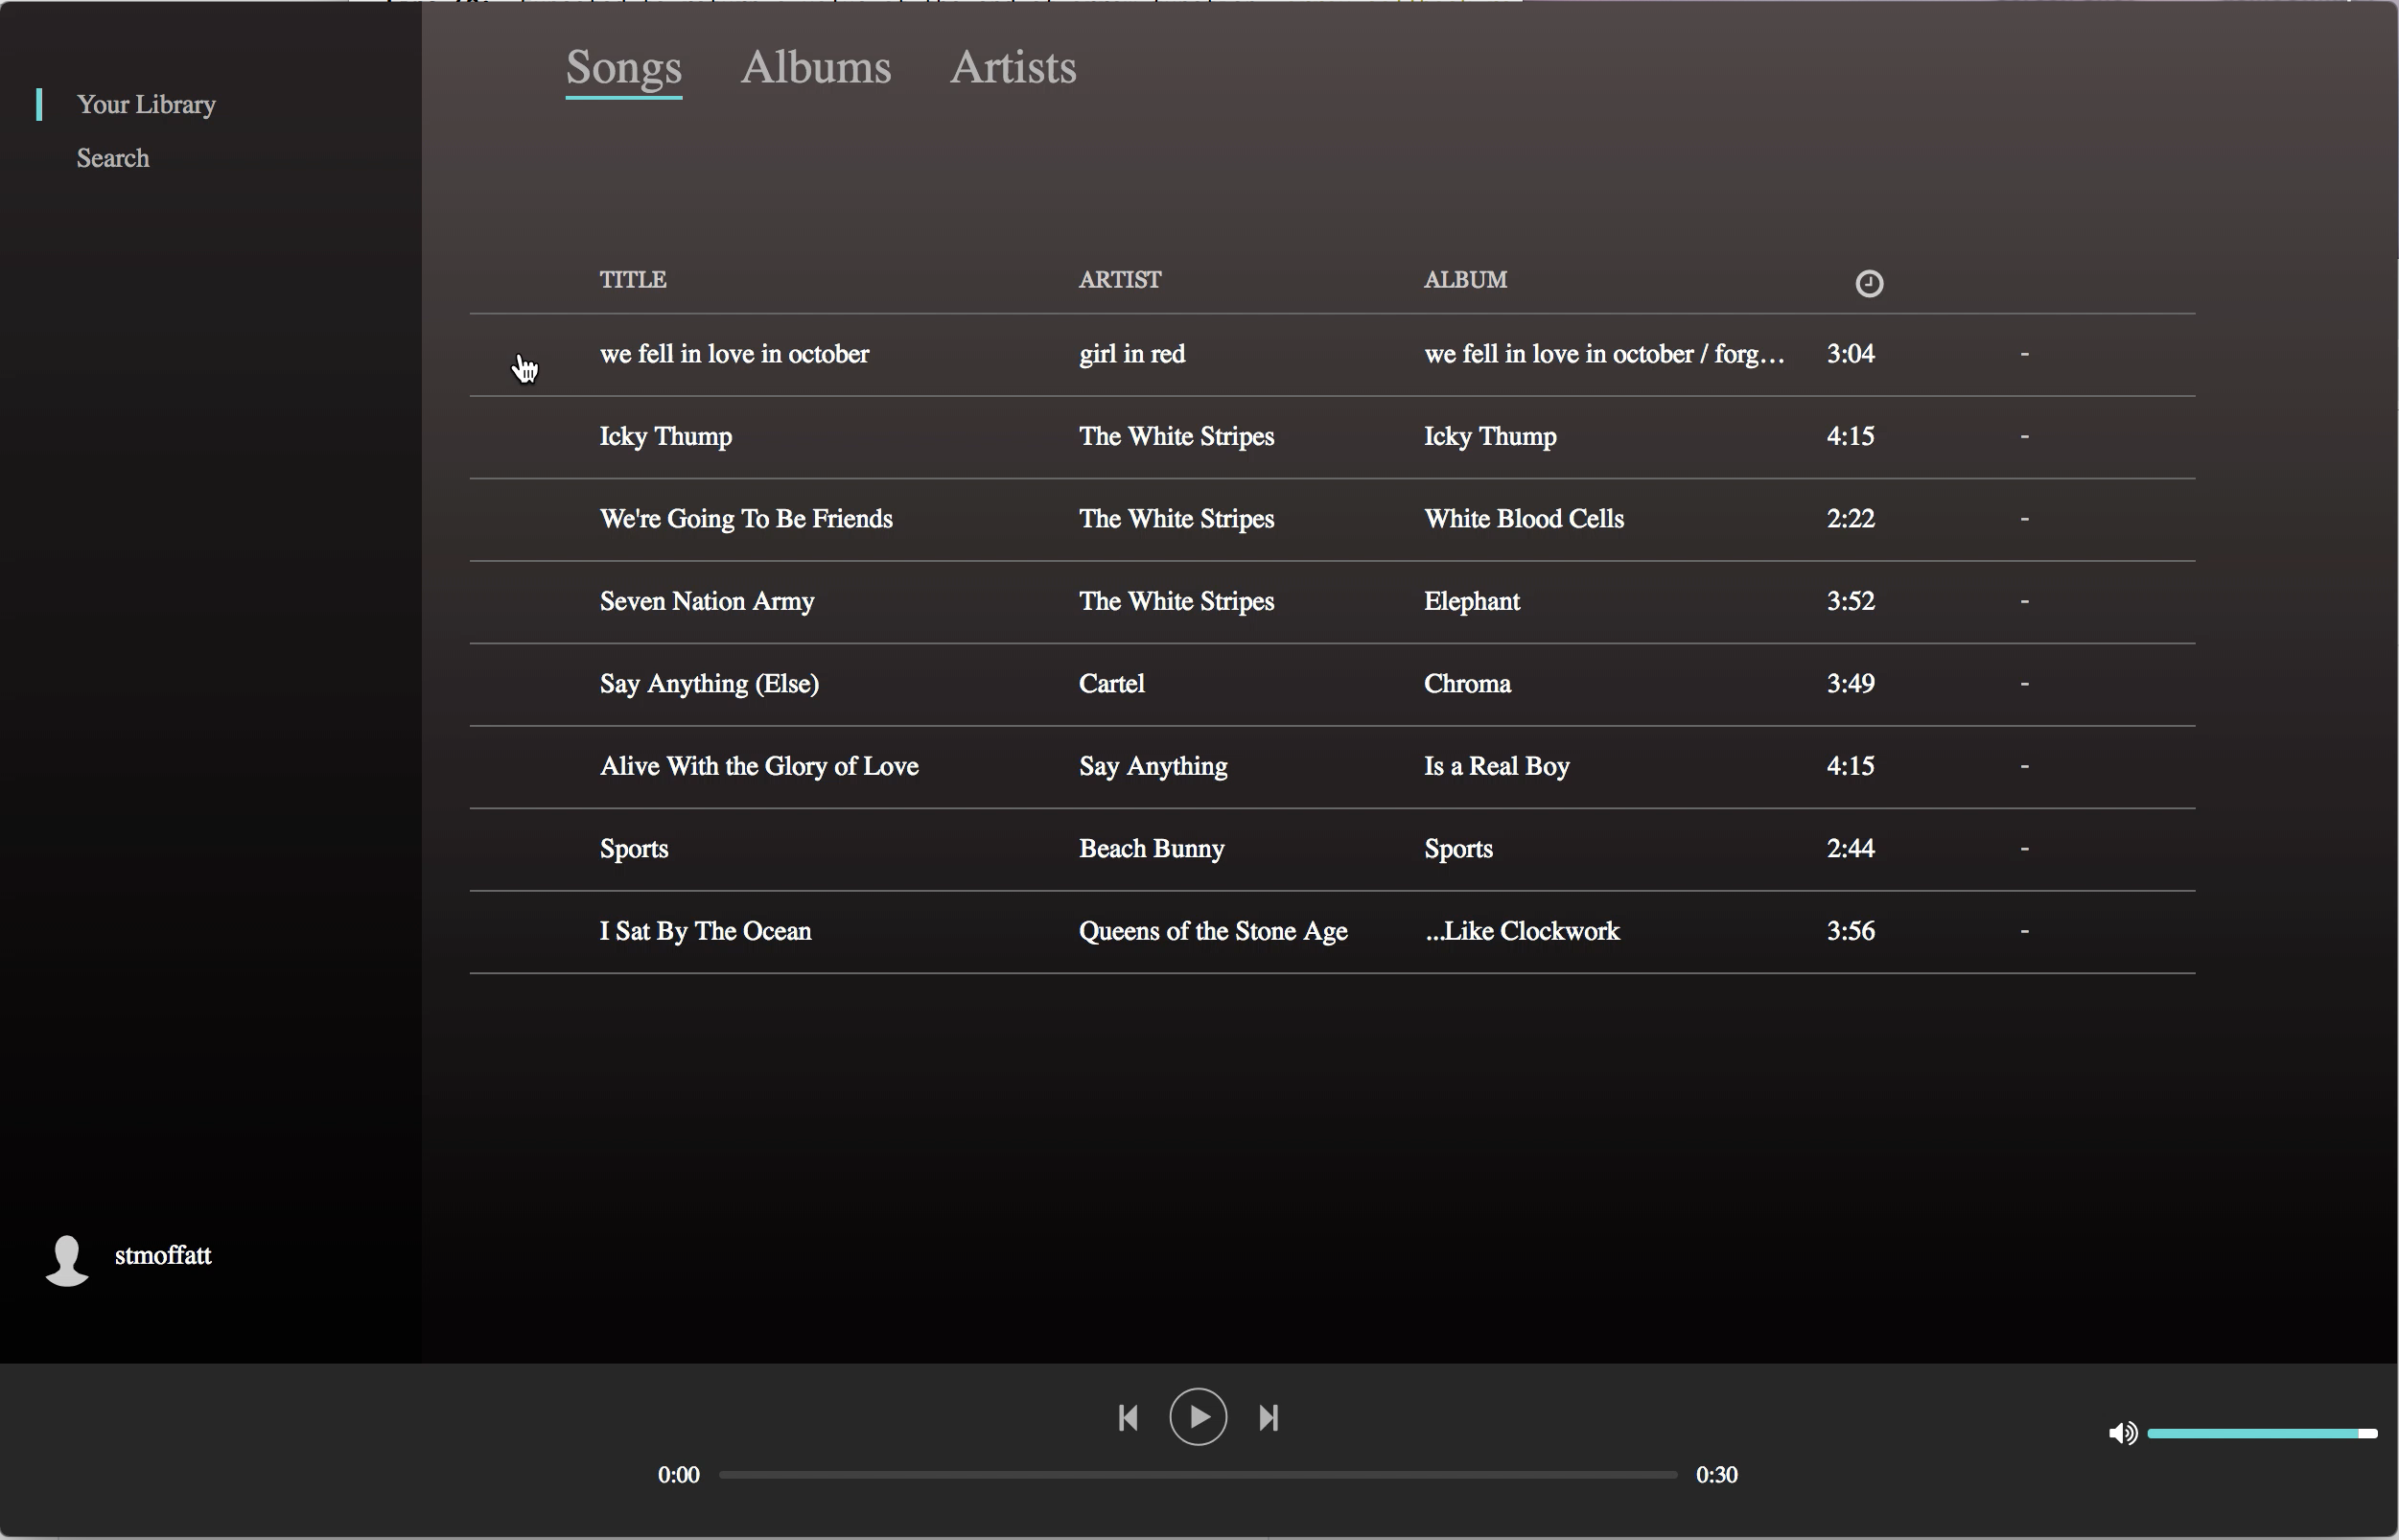 Songs Albums Artists
Your Library
Search
TITLE ARTIST ALBUM
we fell in love in october girl in red we fell in love in october / forg... 3:04 -
Icky Thump The White Stripes Icky Thump 4:15 -
We're Going To Be Friends The White Stripes White Blood Cells 2:22 -
Seven Nation Army The White Stripes Elephant 3:52 -
Say Anything (Else) Cartel Chroma 3:49 -
Alive With the Glory of Love Say Anything Is a Real Boy 4:15 -
Sports Beach Bunny Sports 2:44 -
I Sat By The Ocean Queens of the Stone Age ...Like Clockwork 3:56 -
stmoffatt
0:00 0:30